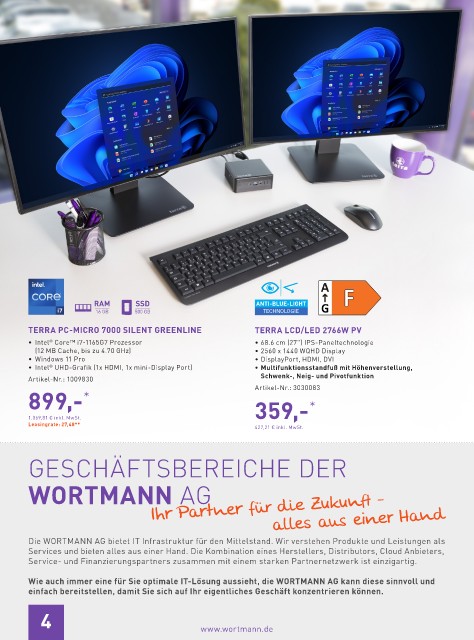 terra
intel.
CORE
i7
RAM
16 GB
SSD
500 GB
ANTI-BLUE-LIGHT
TECHNOLOGIE
A
G
F
TERRA PC-MICRO 7000 SILENT GREENLINE
• Intel® Core™ i7-1165G7 Prozessor
(12 MB Cache, bis zu 4.70 GHz)
• Windows 11 Pro
• Intel® UHD-Grafik (1x HDMI, 1x mini-Display Port)
Artikel-Nr.: 1009830
899,-*
1.069,81 € inkl. MwSt.
Leasingrate: 27,68**
TERRA LCD/LED 2766W PV
• 68.6 cm (27") IPS-Paneltechnologie
• 2560 x 1440 WQHD Display
• DisplayPort, HDMI, DVI
• Multifunktionsstandfuß mit Höhenverstellung,
Schwenk-, Neig- und Pivotfunktion
Artikel-Nr.: 3030083
359,-*
427,21 € inkl. MwSt.
GESCHÄFTSBEREICHE DER
WORTMANN AG
Ihr Partner für die Zukunft -
alles aus einer Hand
Die WORTMANN AG bietet IT Infrastruktur für den Mittelstand. Wir verstehen Produkte und Leistungen als
Services und bieten alles aus einer Hand. Die Kombination eines Herstellers, Distributors, Cloud Anbieters,
Service- und Finanzierungspartners zusammen mit einem starken Partnernetzwerk ist einzigartig.
Wie auch immer eine für Sie optimale IT-Lösung aussieht, die WORTMANN AG kann diese sinnvoll und
einfach bereitstellen, damit Sie sich auf Ihr eigentliches Geschäft konzentrieren können.
4
www.wortmann.de